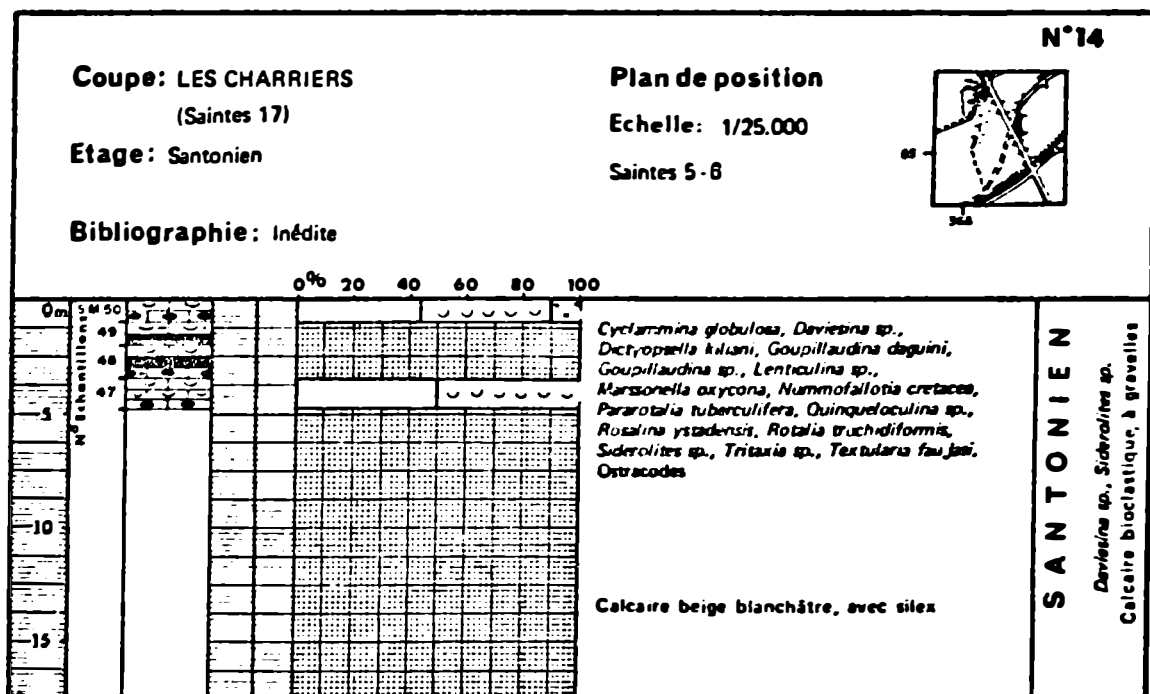 N°14
Coupe: LES CHARRIERS
(Saintes 17)
Etage: Santonien
Bibliographie: Inédite
Plan de position
Echelle: 1/25.000
Saintes 5-6
65
0% 20 40 60 80 100
0m
5
10
15
N° Echantillons
SM 50
49
48
47
Cyclammina globulosa, Daviesina sp.,
Dictyopsella kiliani, Goupillaudina daguini,
Goupillaudina sp., Lenticulina sp.,
Marssonella oxycona, Nummofallotia cretacea,
Pararotalia tuberculifera, Quinqueloculina sp.,
Rosalina ystadensis, Rotalia truchidiformis,
Siderolites sp., Tritaxia sp., Textularia faujasi,
Ostracodes
Calcaire beige blanchâtre, avec silex
SANTONIEN
Daviesina sp., Siderolites sp.
Calcaire bioclastique, à gravelles